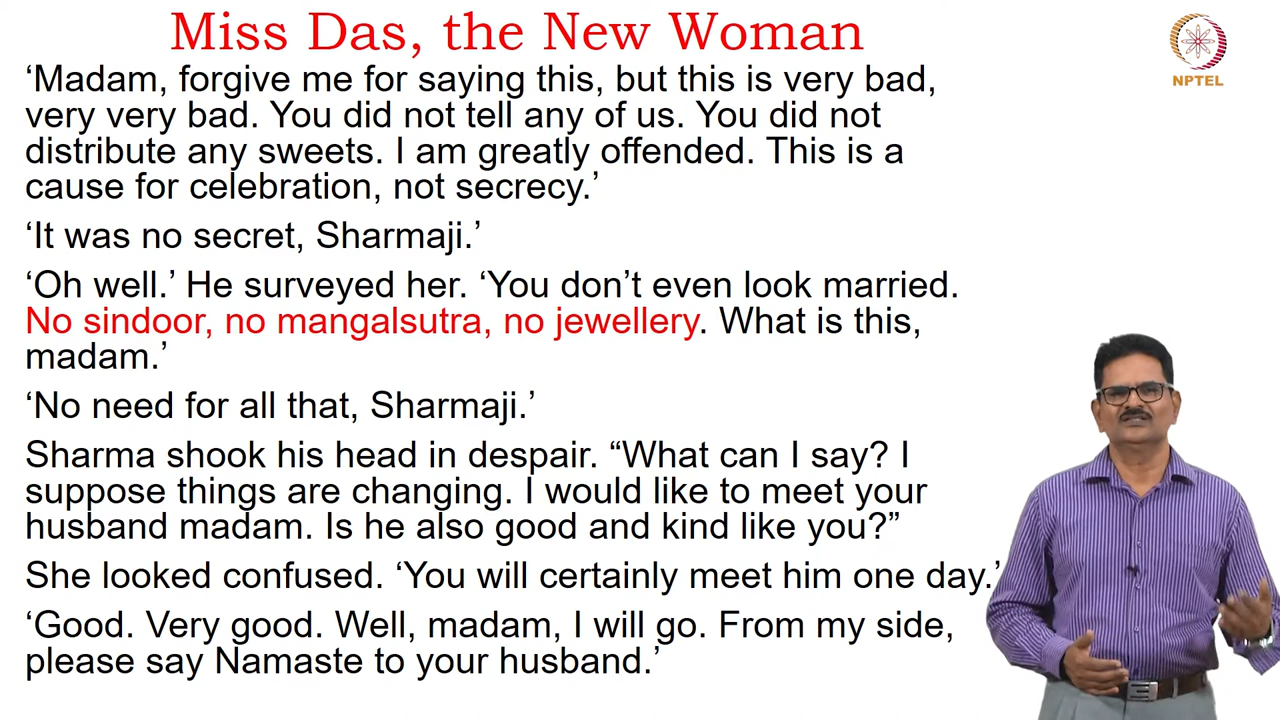 Miss Das, the New Woman
NPTEL
‘Madam, forgive me for saying this, but this is very bad,
very very bad. You did not tell any of us. You did not
distribute any sweets. I am greatly offended. This is a
cause for celebration, not secrecy.’
‘It was no secret, Sharmaji.’
‘Oh well.’ He surveyed her. ‘You don’t even look married.
No sindoor, no mangalsutra, no jewellery. What is this,
madam.’
‘No need for all that, Sharmaji.’
Sharma shook his head in despair. “What can I say? I
suppose things are changing. I would like to meet your
husband madam. Is he also good and kind like you?”
She looked confused. ‘You will certainly meet him one day.’
‘Good. Very good. Well, madam, I will go. From my side,
please say Namaste to your husband.’